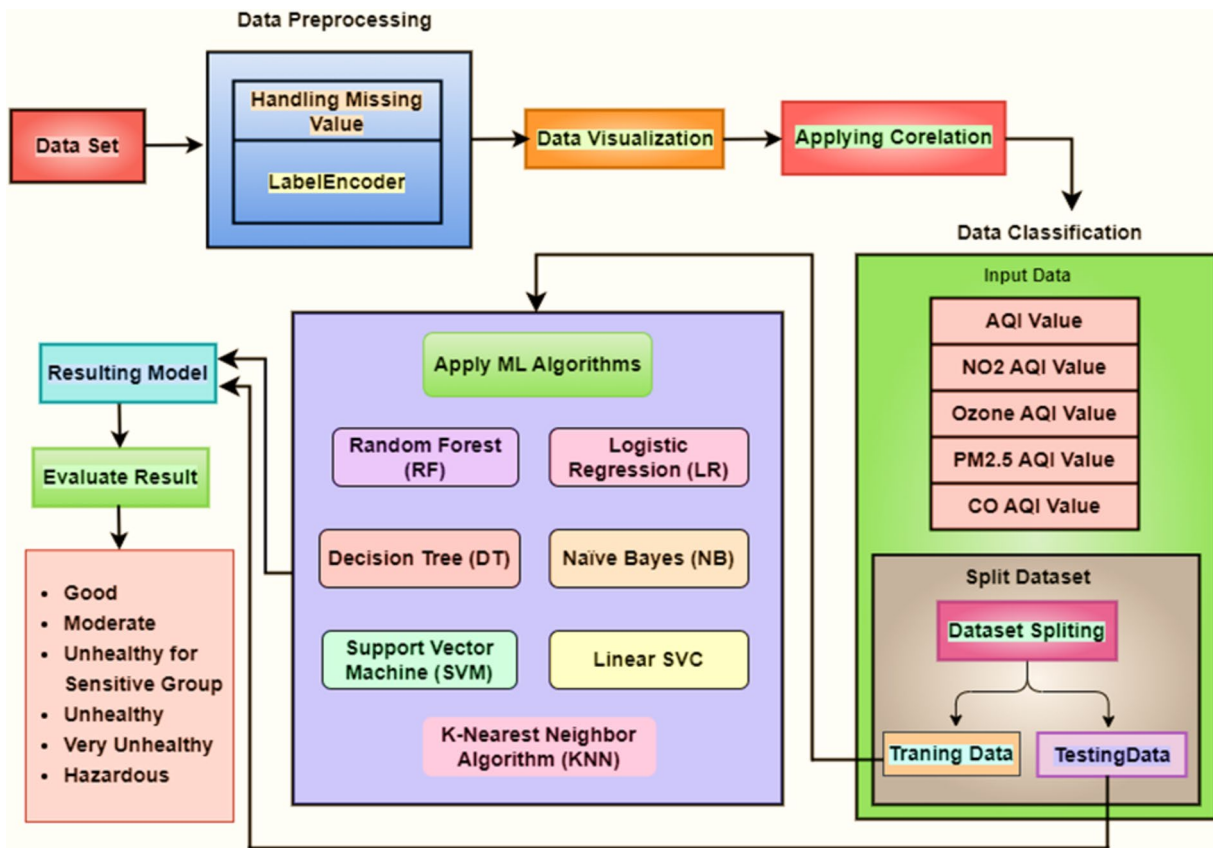 Data Preprocessing
Data Set
Handling Missing
Value
LabelEncoder
Data Visualization
Applying Corelation
Data Classification
Input Data
AQI Value
NO2 AQI Value
Ozone AQI Value
PM2.5 AQI Value
CO AQI Value
Split Dataset
Dataset Spliting
Traning Data
TestingData
Apply ML Algorithms
Random Forest
(RF)
Logistic
Regression (LR)
Decision Tree (DT)
Naïve Bayes (NB)
Support Vector
Machine (SVM)
Linear SVC
K-Nearest Neighbor
Algorithm (KNN)
Resulting Model
Evaluate Result
• Good
• Moderate
• Unhealthy for
Sensitive Group
• Unhealthy
• Very Unhealthy
• Hazardous